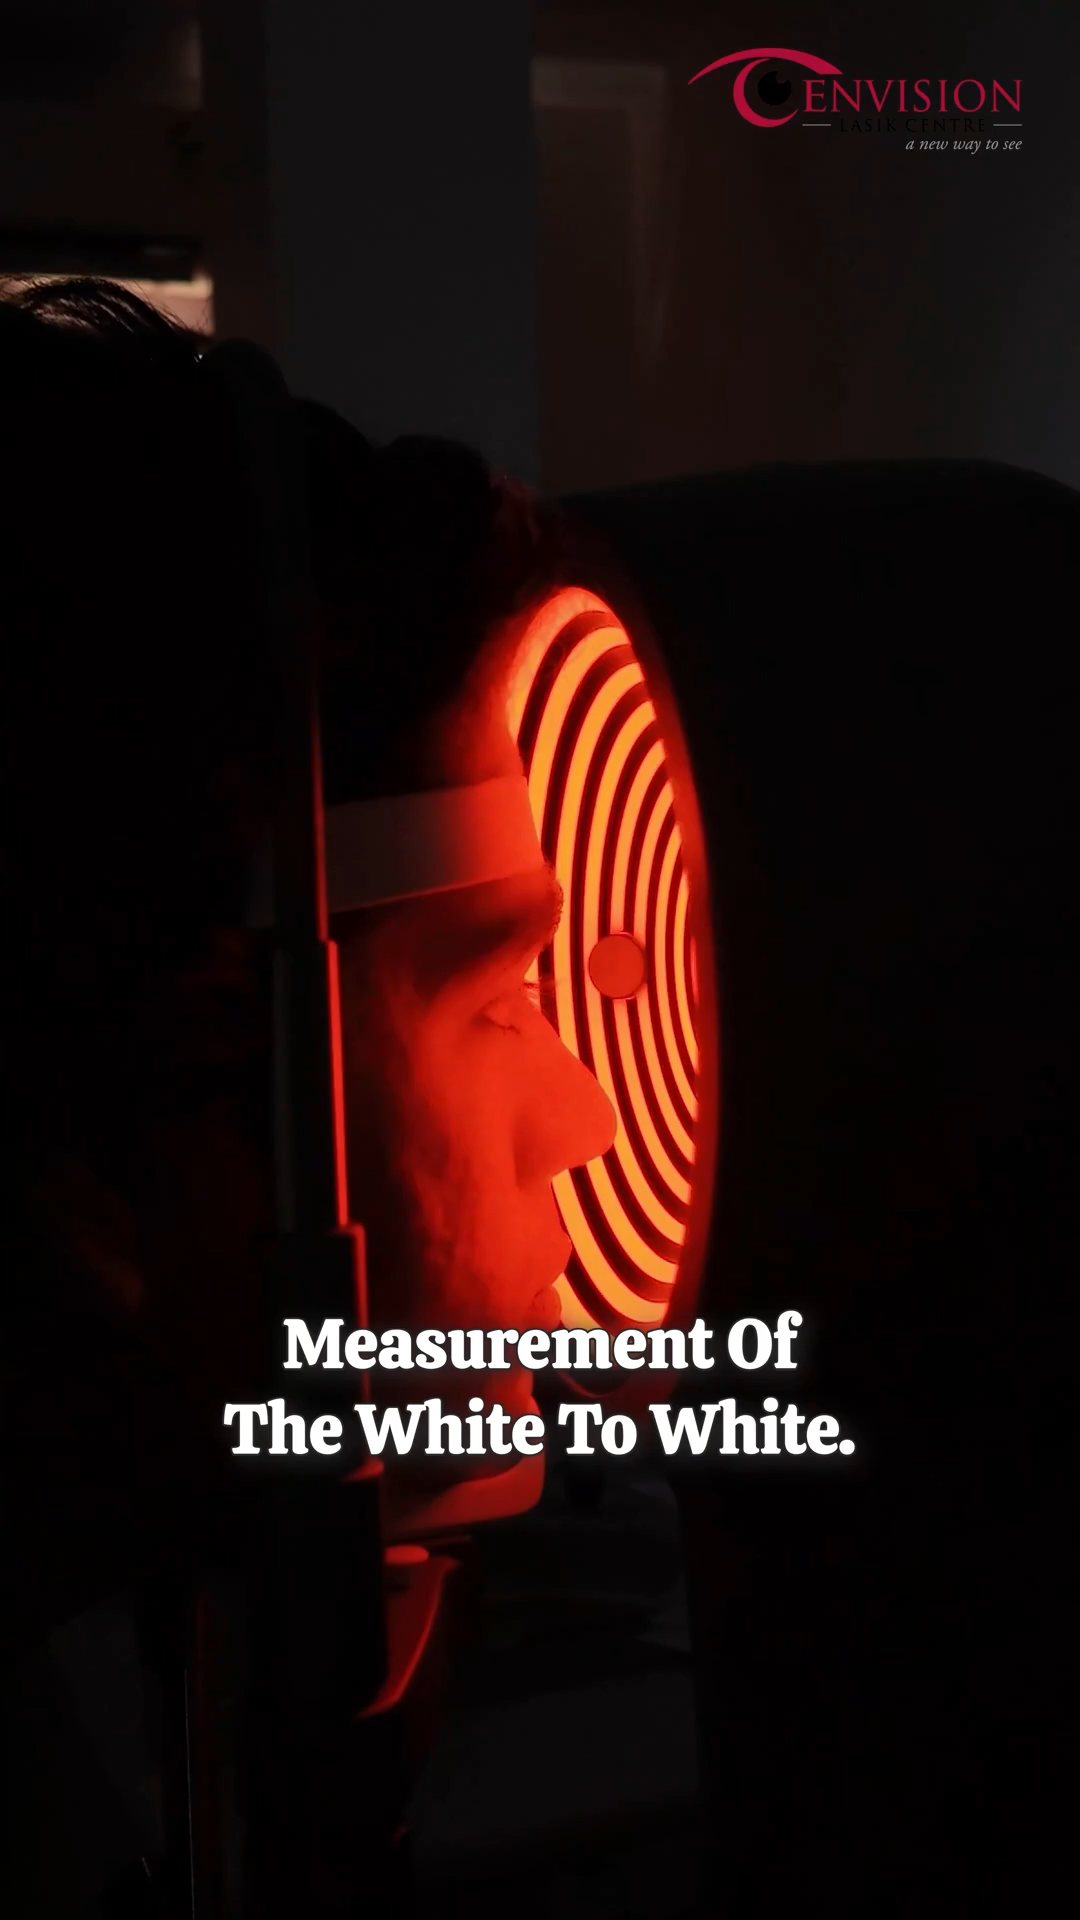 ENVISION
LASIK CENTRE
a new way to see
Measurement Of
The White To White.